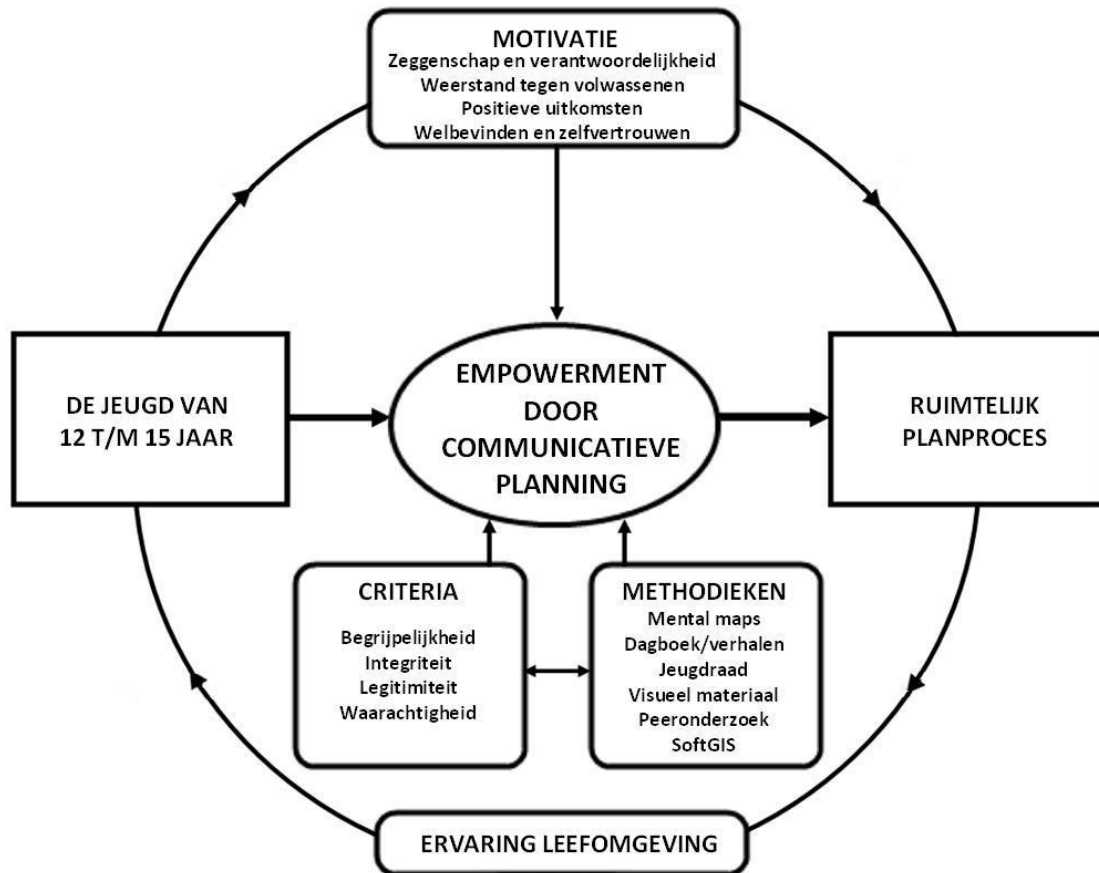 MOTIVATIE
Zeggenschap en verantwoordelijkheid
Weerstand tegen volwassenen
Positieve uitkomsten
Welbevinden en zelfvertrouwen
DE JEUGD VAN
12 T/M 15 JAAR
EMPOWERMENT
DOOR
COMMUNICATIEVE
PLANNING
RUIMTELIJK
PLANPROCES
CRITERIA
Begrijpelijkheid
Integriteit
Legitimiteit
Waarachtigheid
METHODIEKEN
Mental maps
Dagboek/verhalen
Jeugdraad
Visueel materiaal
Peeronderzoek
SoftGIS
ERVARING LEEFOMGEVING